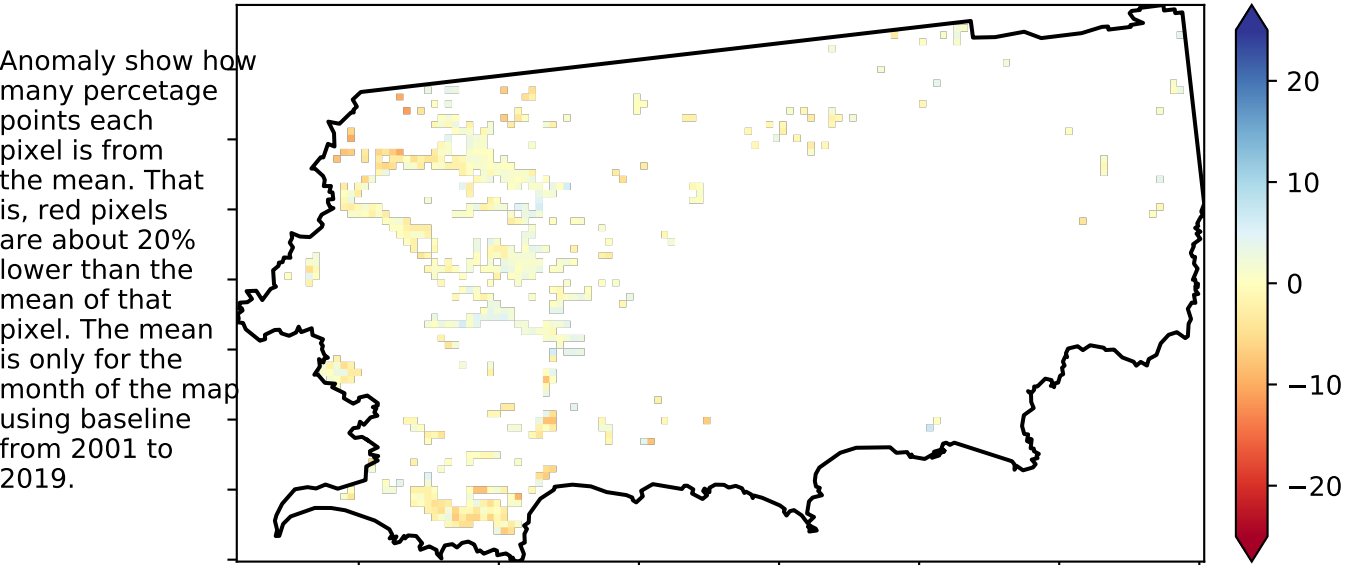 Anomaly show how
many percetage
points each
pixel is from
the mean. That
is, red pixels
are about 20%
lower than the
mean of that
pixel. The mean
is only for the
month of the map
using baseline
from 2001 to
2019.
20
10
0
−10
−20